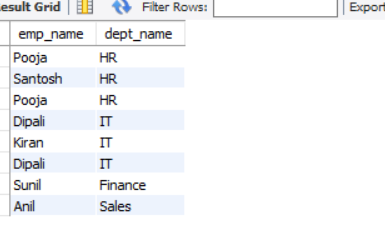 Result Grid Filter Rows: Export
emp_name dept_name
Pooja HR
Santosh HR
Pooja HR
Dipali IT
Kiran IT
Dipali IT
Sunil Finance
Anil Sales